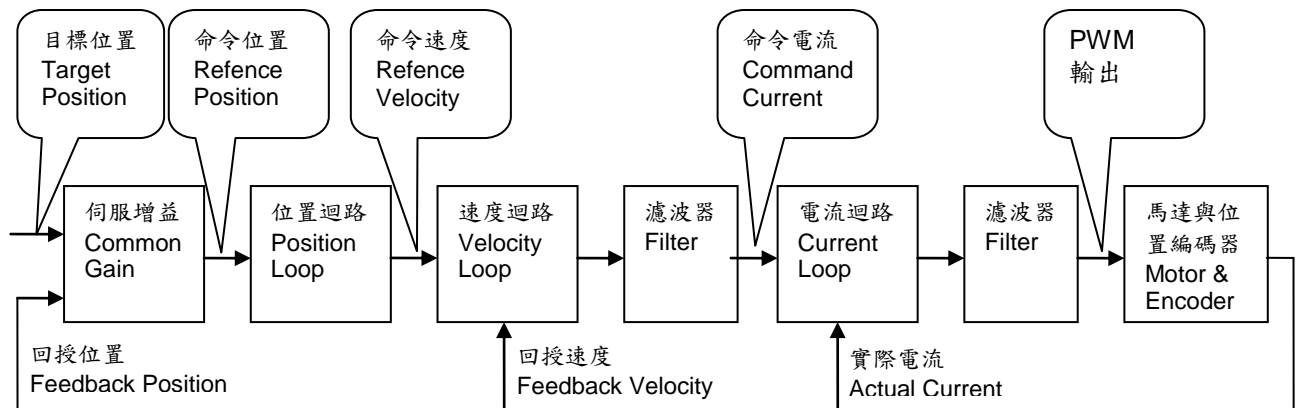 目標位置
Target
Position
命令位置
Refence
Position
命令速度
Refence
Velocity
命令電流
Command
Current
PWM
輸出
伺服增益
Common
Gain
位置迴路
Position
Loop
速度迴路
Velocity
Loop
濾波器
Filter
電流迴路
Current
Loop
濾波器
Filter
馬達與位
置編碼器
Motor &
Encoder
回授位置
Feedback Position
回授速度
Feedback Velocity
實際電流
Actual Current